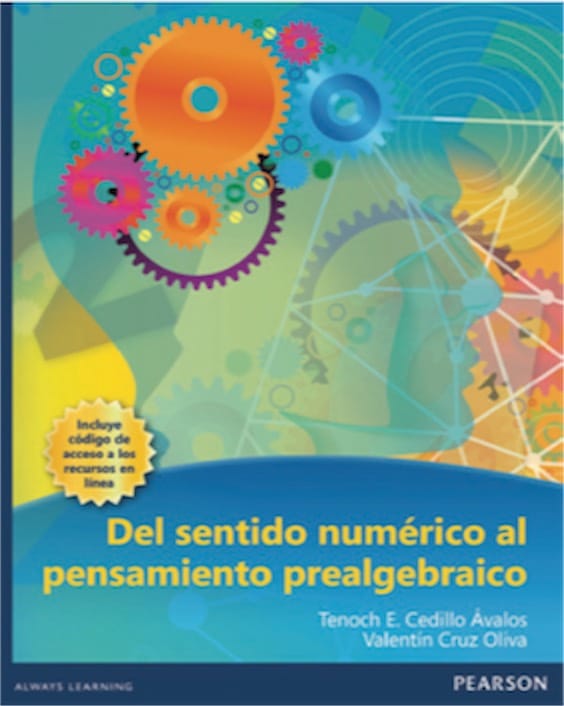 Incluye
código de
acceso a los
recursos en
línea
Del sentido numérico al
pensamiento prealgebraico
Tenoch E. Cedillo Ávalos
Valentín Cruz Oliva
ALWAYS LEARNING
PEARSON